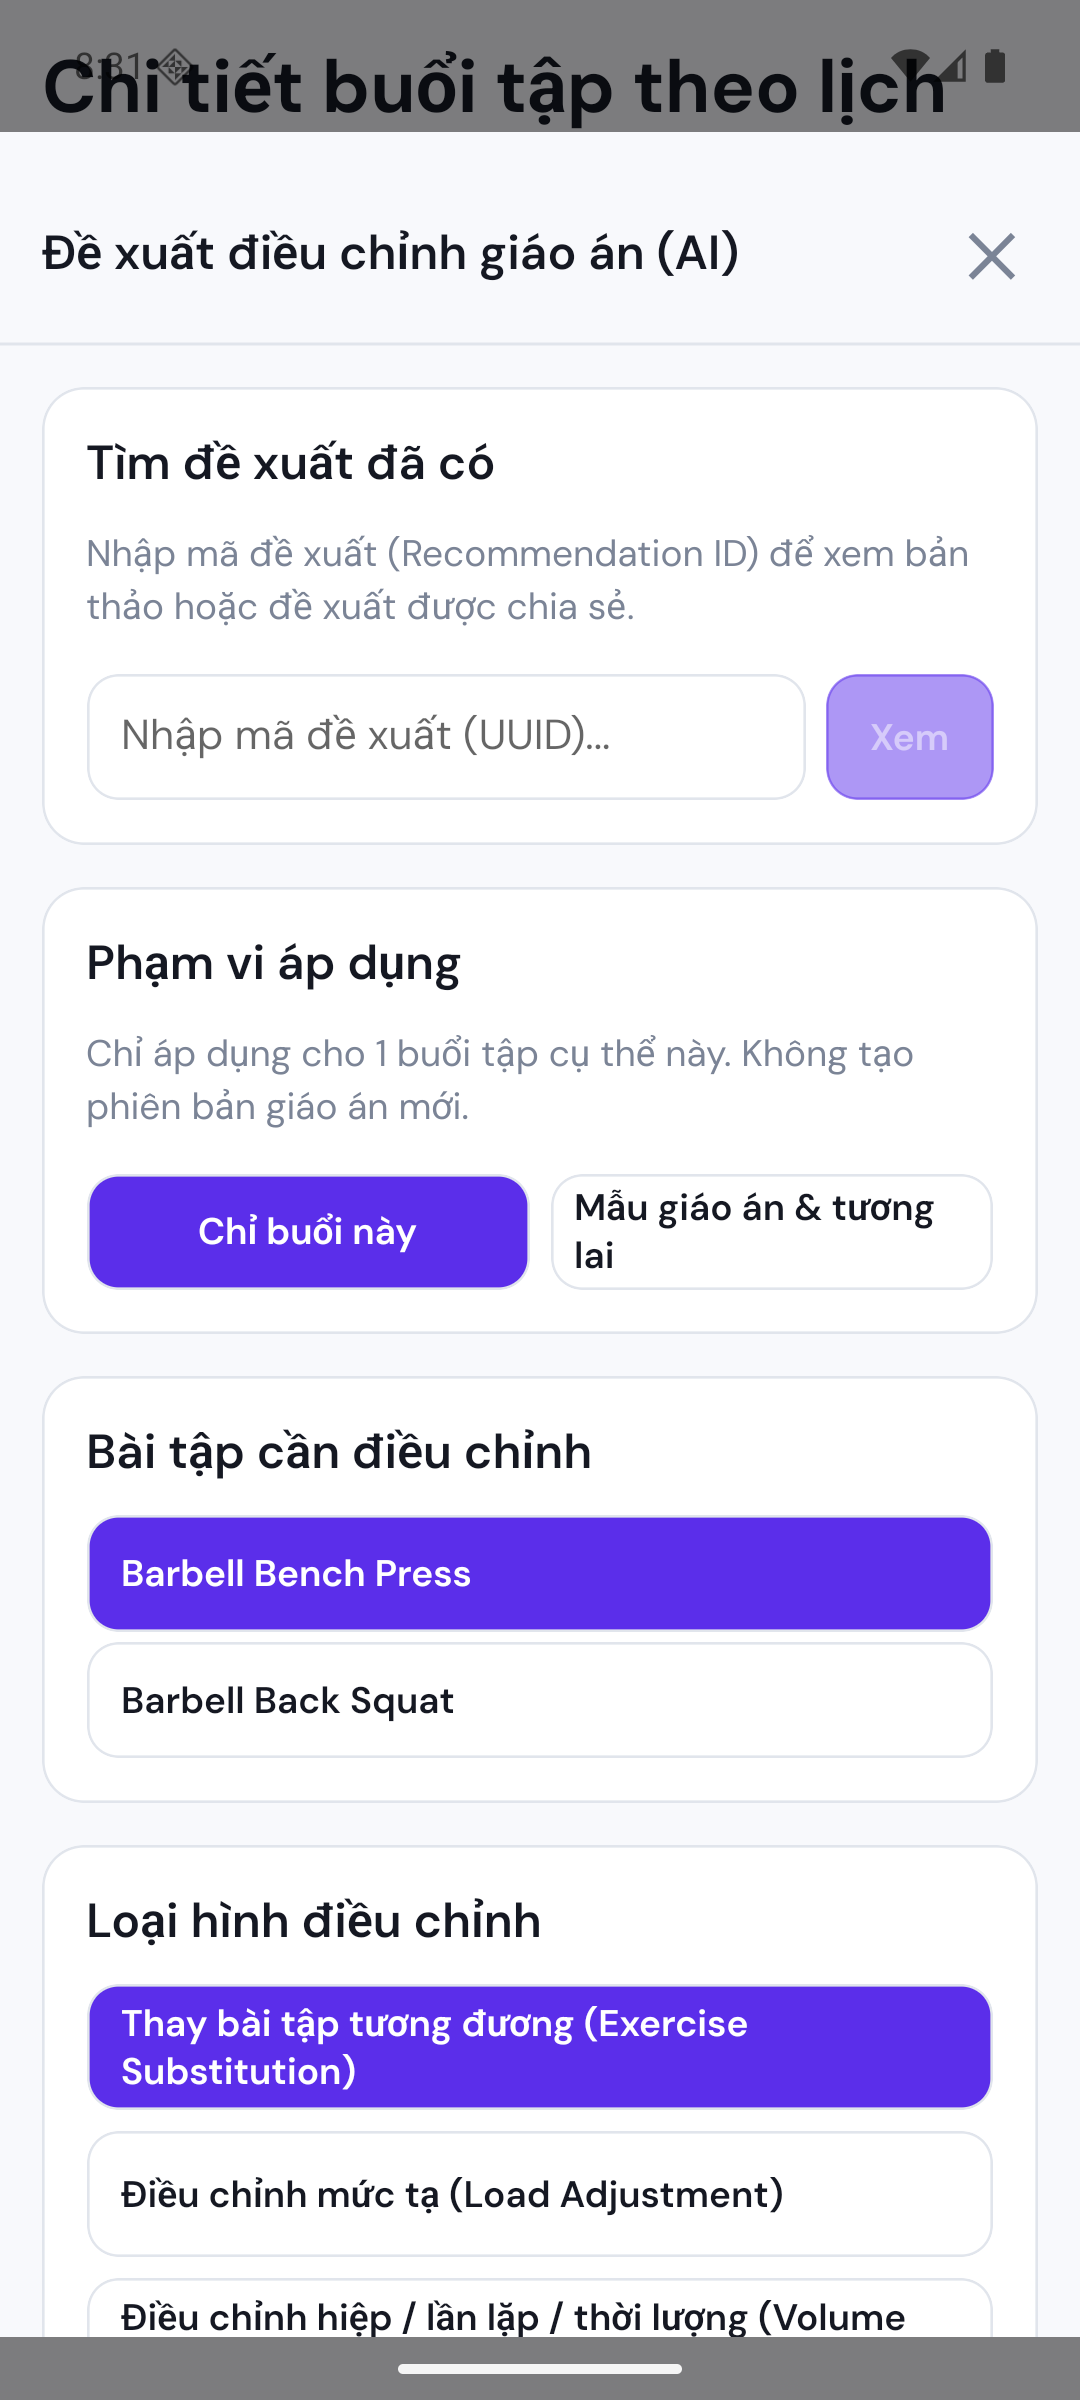 8:31
Chi tiết buổi tập theo lịch
Đề xuất điều chỉnh giáo án (AI)
Tìm đề xuất đã có
Nhập mã đề xuất (Recommendation ID) để xem bản
thảo hoặc đề xuất được chia sẻ.
Nhập mã đề xuất (UUID)...
Xem
Phạm vi áp dụng
Chỉ áp dụng cho 1 buổi tập cụ thể này. Không tạo
phiên bản giáo án mới.
Chỉ buổi này
Mẫu giáo án & tương
lai
Bài tập cần điều chỉnh
Barbell Bench Press
Barbell Back Squat
Loại hình điều chỉnh
Thay bài tập tương đương (Exercise
Substitution)
Điều chỉnh mức tạ (Load Adjustment)
Điều chỉnh hiệp / lần lặp / thời lượng (Volume